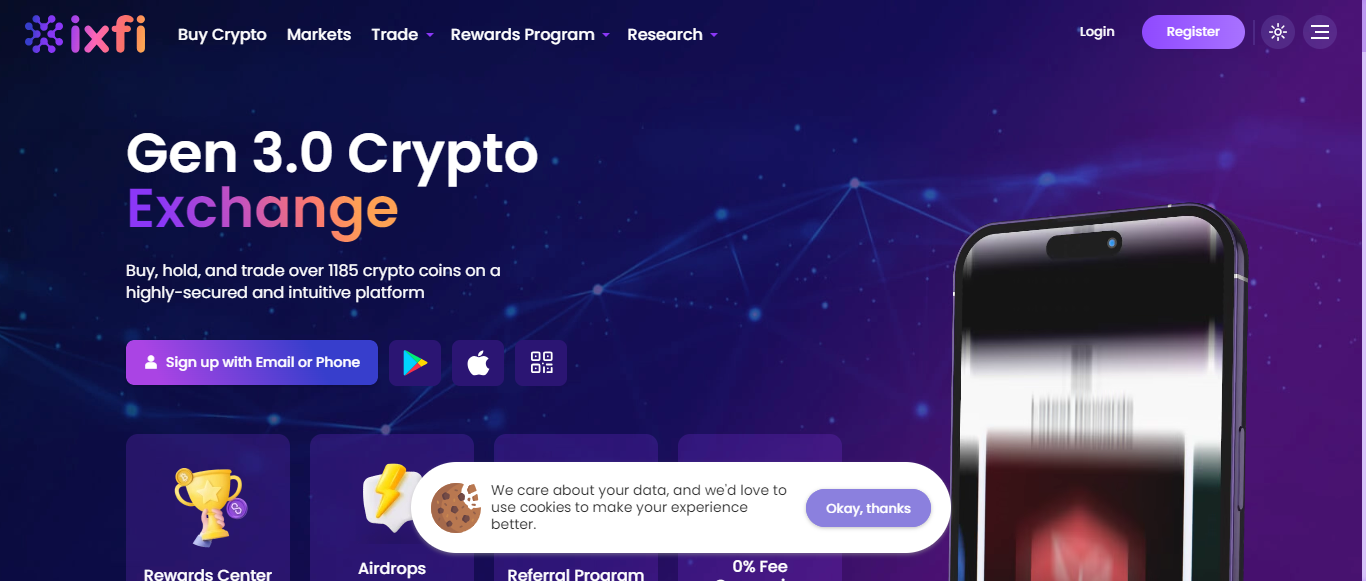 ixfi
Buy Crypto
Markets
Trade
Rewards Program
Research
Login
Register
Gen 3.0 Crypto
Exchange
Buy, hold, and trade over 1185 crypto coins on a
highly-secured and intuitive platform
Sign up with Email or Phone
Rewards Center
Airdrops
Referral Program
0% Fee
We care about your data, and we'd love to
use cookies to make your experience
better.
Okay, thanks